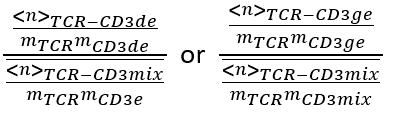 <n>TCR−CD3de <n>TCR−CD3ge
mTCRmCD3de or mTCRmCD3ge
<n>TCR−CD3mix <n>TCR−CD3mix
mTCRmCD3e mTCRmCD3mix